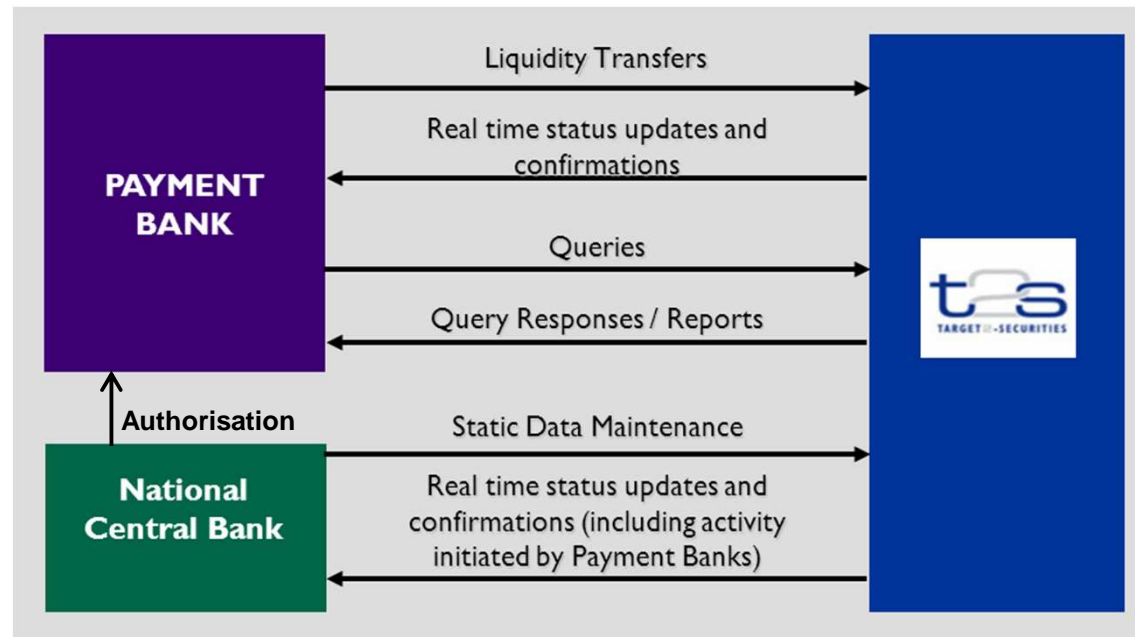 Liquidity Transfers
Real time status updates and
confirmations
PAYMENT
BANK
Queries
t2s
TARGET2-SECURITIES
Query Responses / Reports
Authorisation
Static Data Maintenance
National
Central Bank
Real time status updates and
confirmations (including activity
initiated by Payment Banks)